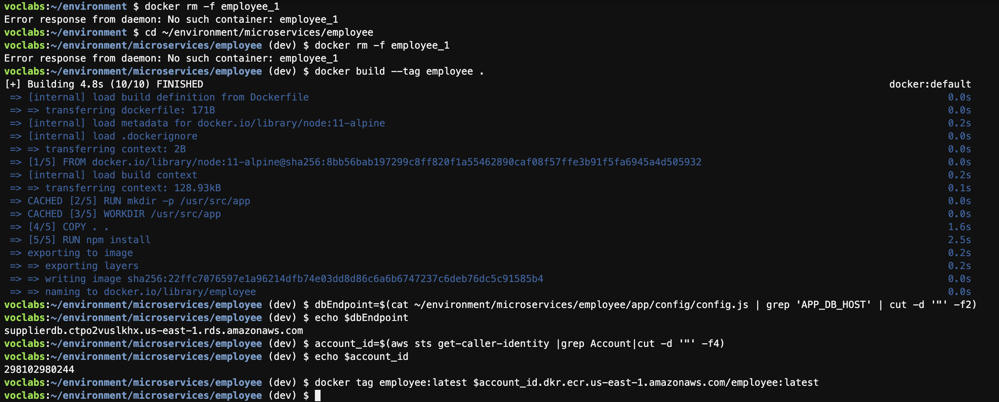 voclabs:~/environment $ docker rm -f employee_1
Error response from daemon: No such container: employee_1
voclabs:~/environment $ cd ~/environment/microservices/employee
voclabs:~/environment/microservices/employee (dev) $ docker rm -f employee_1
Error response from daemon: No such container: employee_1
voclabs:~/environment/microservices/employee (dev) $ docker build --tag employee .
[+] Building 4.8s (10/10) FINISHED docker:default
=> [internal] load build definition from Dockerfile 0.0s
=> => transferring dockerfile: 171B 0.0s
=> [internal] load metadata for docker.io/library/node:11-alpine 0.2s
=> [internal] load .dockerignore 0.0s
=> => transferring context: 2B 0.0s
=> [1/5] FROM docker.io/library/node:11-alpine@sha256:8bb56bab197299c8ff820f1a55462890caf08f57ffe3b91f5fa6945a4d505932 0.0s
=> [internal] load build context 0.2s
=> => transferring context: 128.93kB 0.1s
=> CACHED [2/5] RUN mkdir -p /usr/src/app 0.0s
=> CACHED [3/5] WORKDIR /usr/src/app 0.0s
=> [4/5] COPY . . 1.6s
=> [5/5] RUN npm install 2.5s
=> exporting to image 0.2s
=> => exporting layers 0.2s
=> => writing image sha256:22ffc7076597e1a96214dfb74e03dd8d86c6a6b6747237c6deb76dc5c91585b4 0.0s
=> => naming to docker.io/library/employee 0.0s
voclabs:~/environment/microservices/employee (dev) $ dbEndpoint=$(cat ~/environment/microservices/employee/app/config/config.js | grep 'APP_DB_HOST' | cut -d '"' -f2)
voclabs:~/environment/microservices/employee (dev) $ echo $dbEndpoint
supplierdb.ctpo2vuslkhx.us-east-1.rds.amazonaws.com
voclabs:~/environment/microservices/employee (dev) $ account_id=$(aws sts get-caller-identity |grep Account|cut -d '"' -f4)
voclabs:~/environment/microservices/employee (dev) $ echo $account_id
298102980244
voclabs:~/environment/microservices/employee (dev) $ docker tag employee:latest $account_id.dkr.ecr.us-east-1.amazonaws.com/employee:latest
voclabs:~/environment/microservices/employee (dev) $